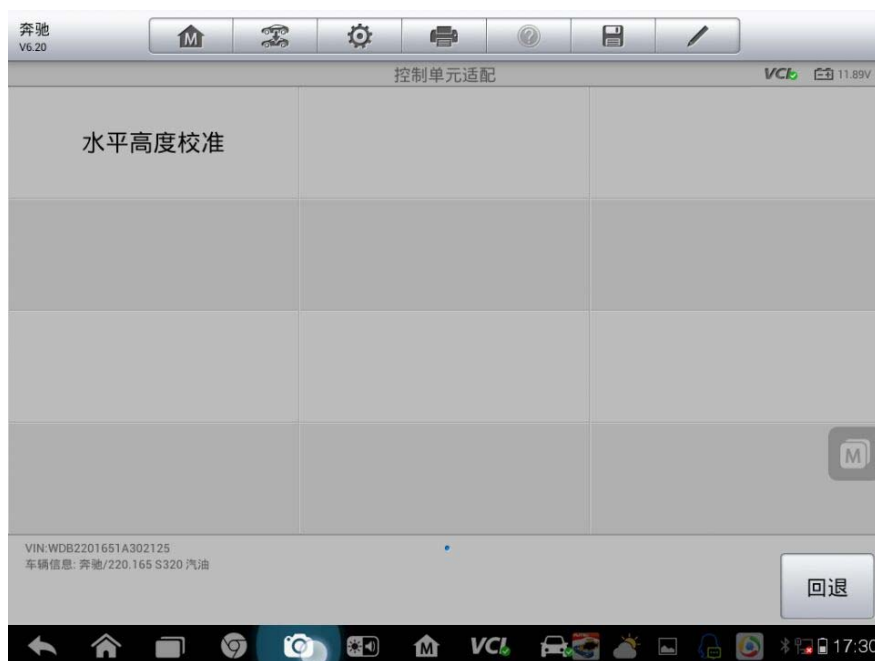 奔驰
V6.20
M
控制单元适配
VCI
11.89V
水平高度校准
M
VIN:WDB2201651A302125
车辆信息: 奔驰/220.165 S320 汽油
回退
M
VCI
17:30